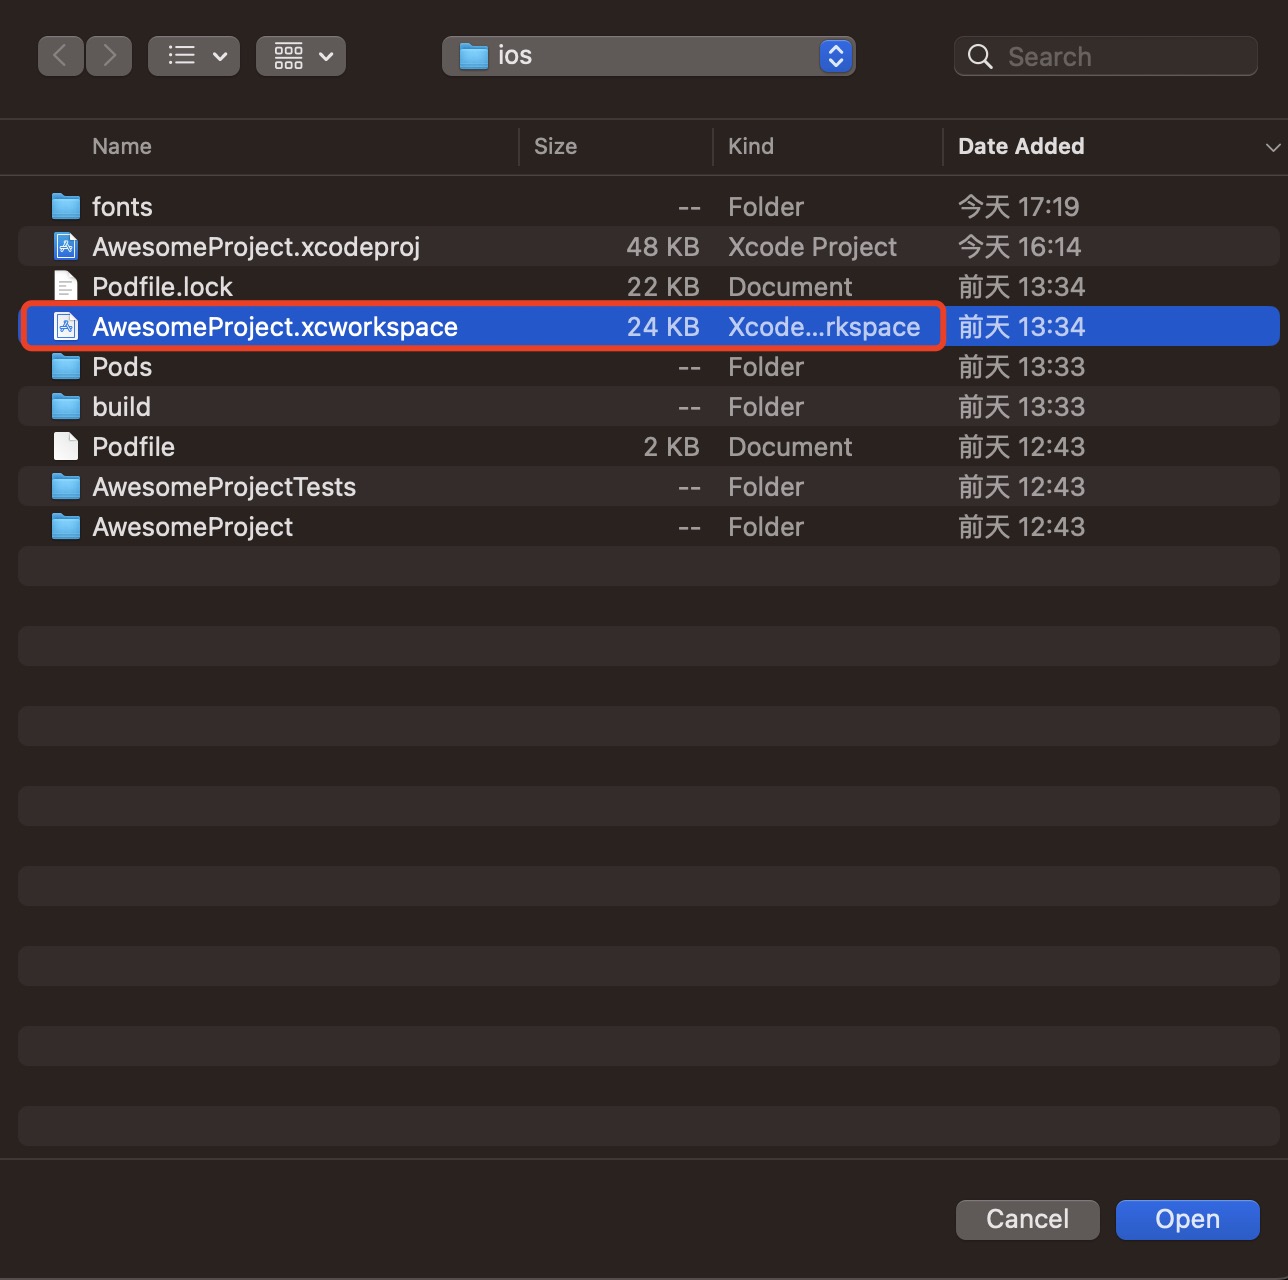 ios
Search
Name Size Kind Date Added
fonts -- Folder 今天 17:19
AwesomeProject.xcodeproj 48 KB Xcode Project 今天 16:14
Podfile.lock 22 KB Document 前天 13:34
AwesomeProject.xcworkspace 24 KB Xcode...rkspace 前天 13:34
Pods -- Folder 前天 13:33
build -- Folder 前天 13:33
Podfile 2 KB Document 前天 12:43
AwesomeProjectTests -- Folder 前天 12:43
AwesomeProject -- Folder 前天 12:43
Cancel Open